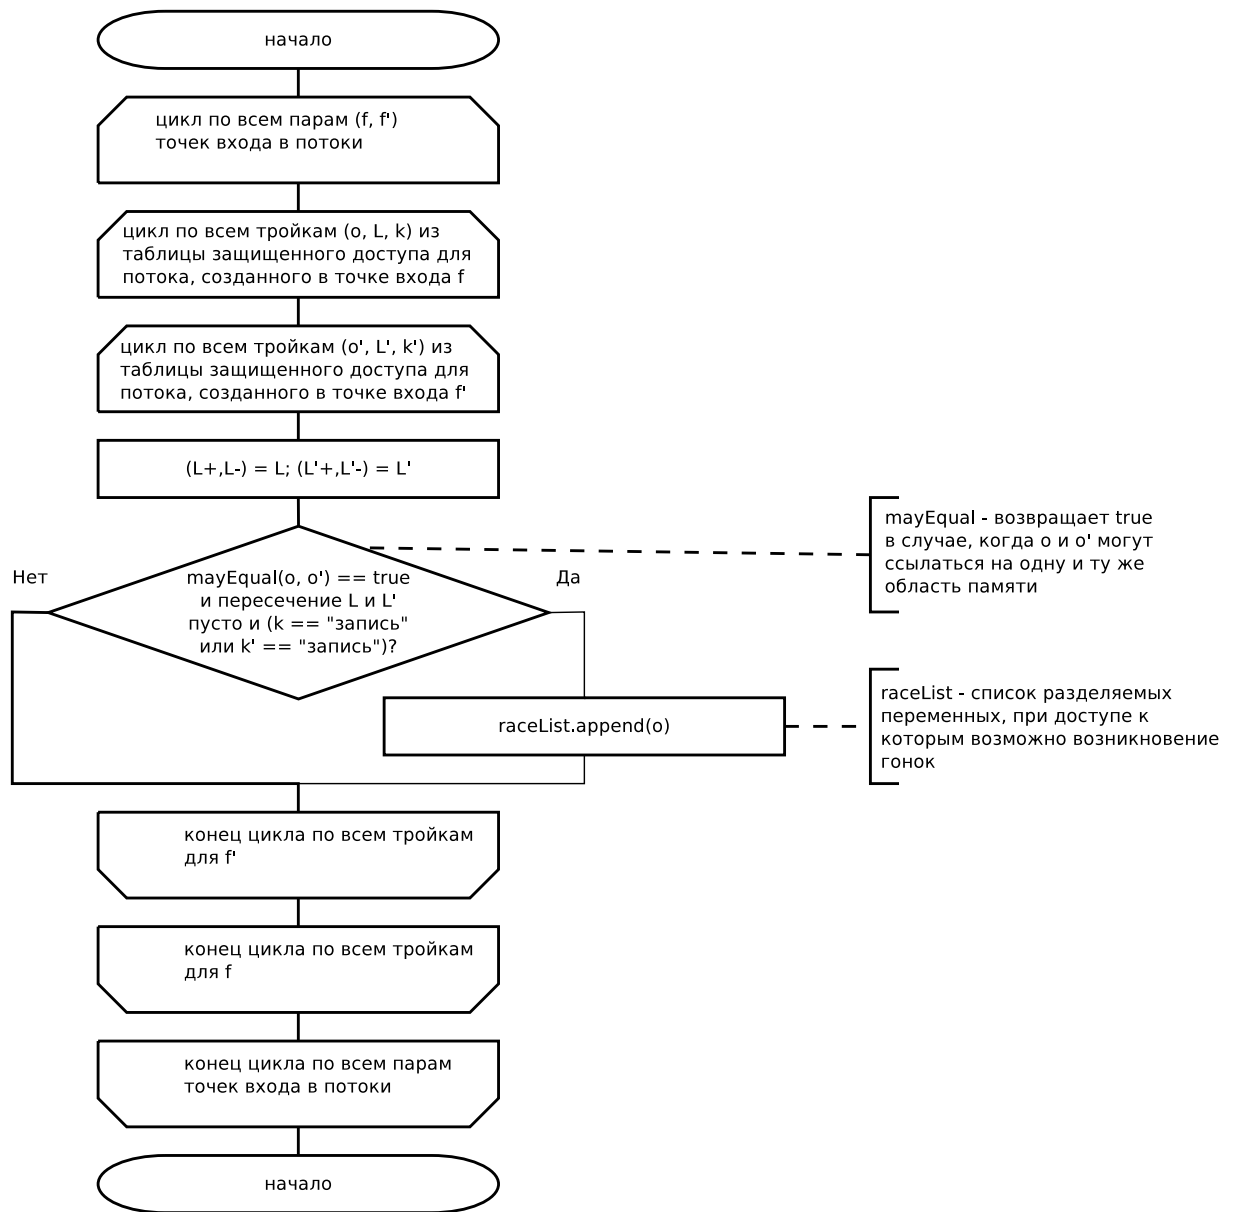 начало
цикл по всем парам (f, f')
точек входа в потоки
цикл по всем тройкам (o, L, k) из
таблицы защищенного доступа для
потока, созданного в точке входа f
цикл по всем тройкам (o', L', k') из
таблицы защищенного доступа для
потока, созданного в точке входа f'
(L+,L-) = L; (L'+,L'-) = L'
mayEqual - возвращает true
в случае, когда o и o' могут
ссылаться на одну и ту же
область памяти
Нет
Да
mayEqual(o, o') == true
и пересечение L и L'
пусто и (k == "запись"
или k' == "запись")?
raceList.append(o)
raceList - список разделяемых
переменных, при доступе к
которым возможно возникновение
гонок
конец цикла по всем тройкам
для f'
конец цикла по всем тройкам
для f
конец цикла по всем парам
точек входа в потоки
начало